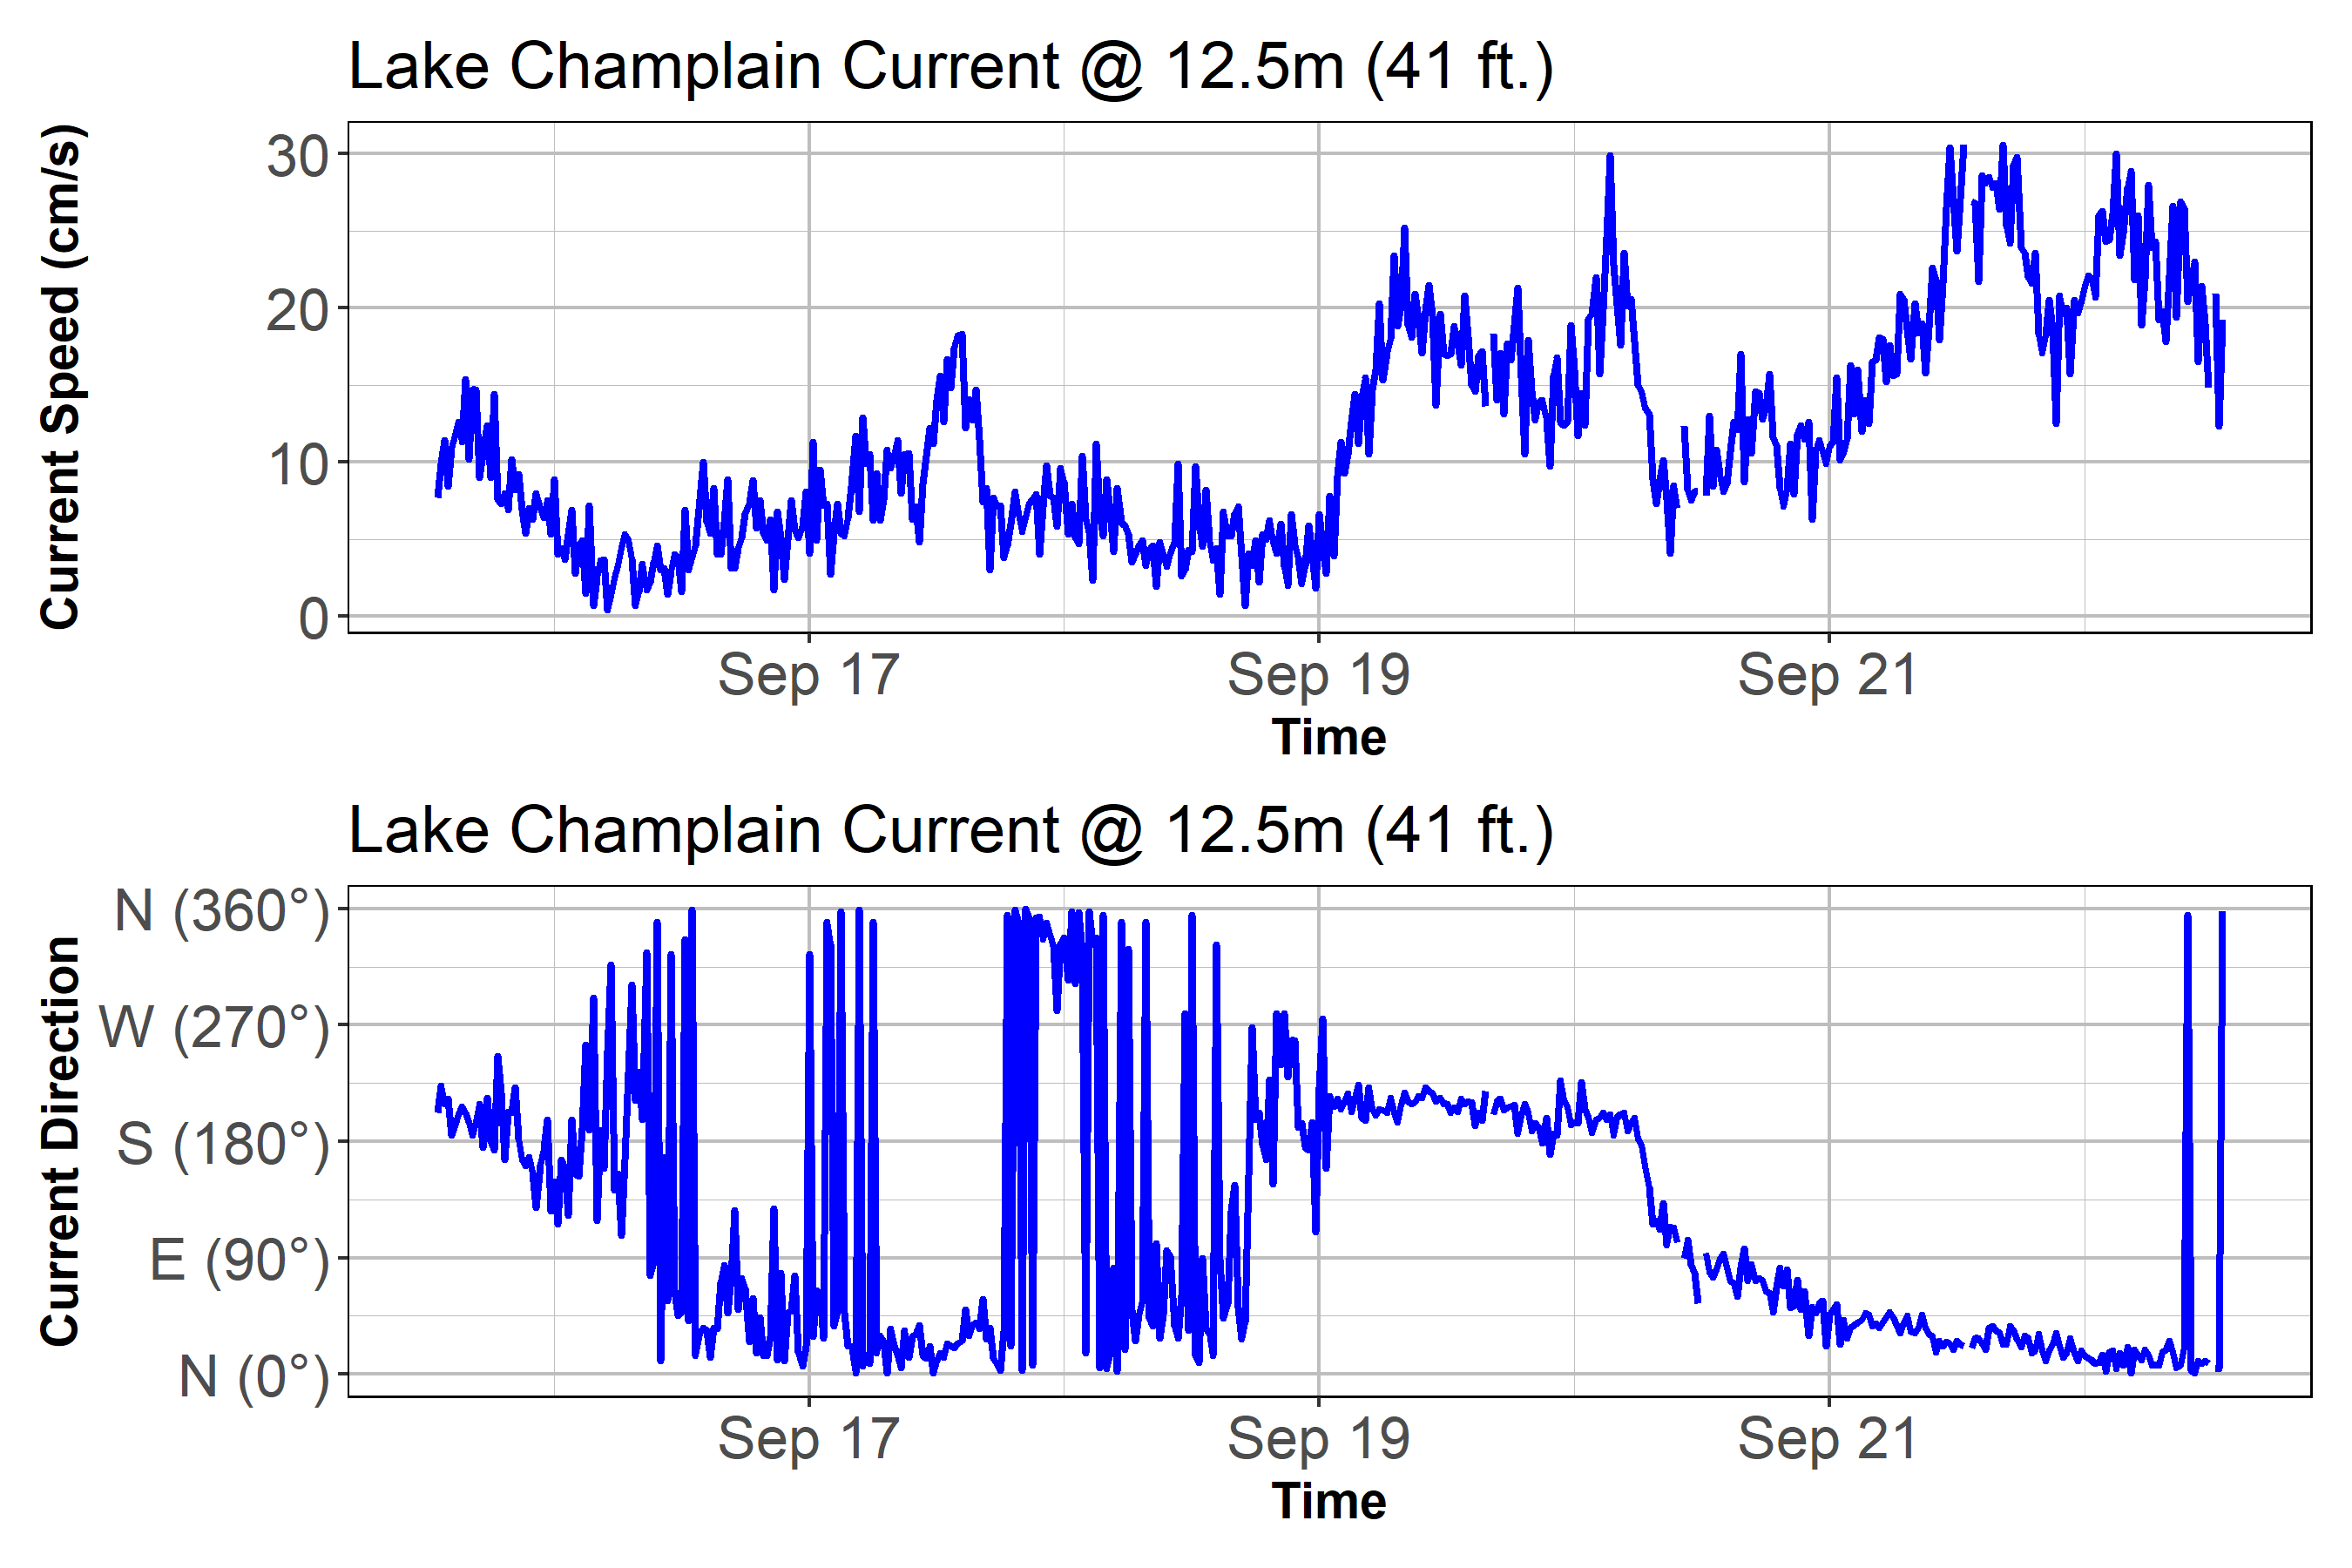 Lake Champlain Current @ 12.5m (41 ft.)
Current Speed (cm/s)
30
20
10
0
Sep 17 Sep 19 Sep 21
Time
Lake Champlain Current @ 12.5m (41 ft.)
Current Direction
N (360°)
W (270°)
S (180°)
E (90°)
N (0°)
Sep 17 Sep 19 Sep 21
Time